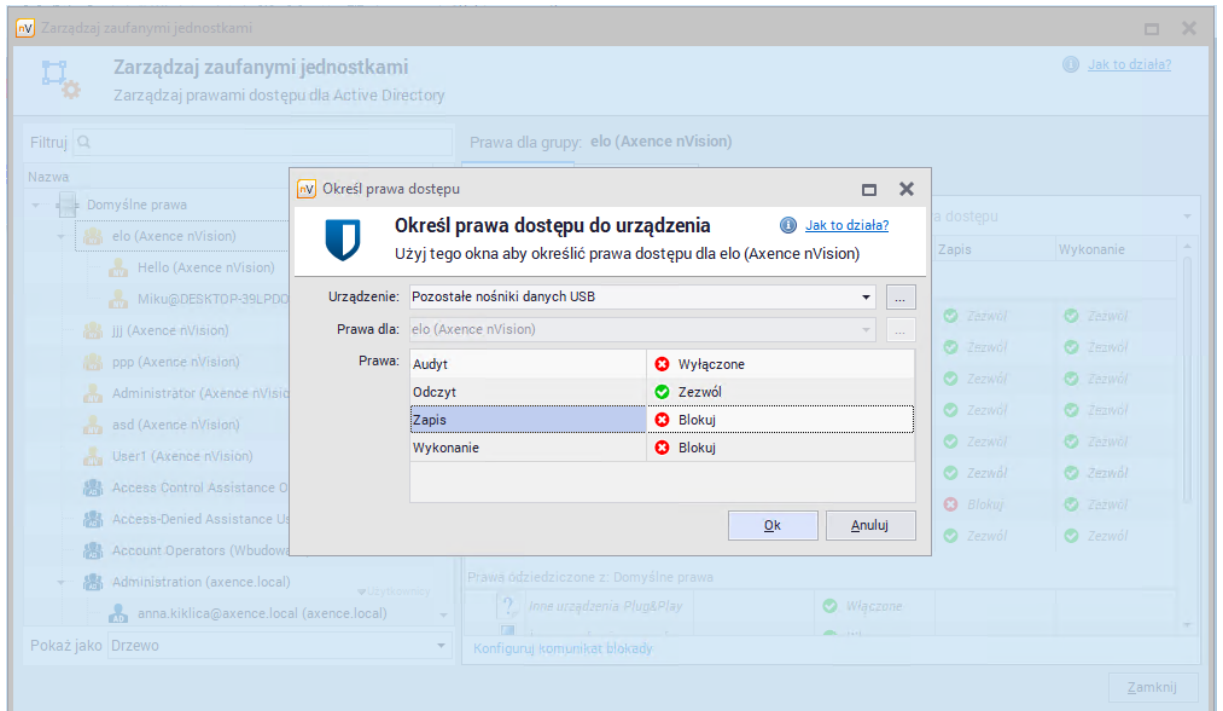 nV Zarządzaj zaufanymi jednostkami
Zarządzaj zaufanymi jednostkami
Jak to działa?
Zarządzaj prawami dostępu dla Active Directory
Filtruj
Prawa dla grupy: elo (Axence nVision)
Nazwa
Domyślne prawa
dostępu
elo (Axence nVision)
Zapis Wykonanie
Hello (Axence nVision)
Miku@DESKTOP-39LPDO
Zezwól Zezwól
jjj (Axence nVision)
Zezwól Zezwól
ppp (Axence nVision)
Zezwól Zezwól
Administrator (Axence nVisio
Zezwól Zezwól
asd (Axence nVision)
Zezwól Zezwól
User1 (Axence nVision)
Zezwól Zezwól
Access Control Assistance O
Blokuj Zezwól
Access-Denied Assistance Us
Zezwól Zezwól
Account Operators (Wbudowa
Administration (axence.local)
Użytkownicy
Prawa odziedziczone z: Domyślne prawa
anna.kiklica@axence.local (axence.local)
Inne urządzenia Plug&Play Włączone
Pokaż jako Drzewo
Konfiguruj komunikat blokady
Zamknij
nV Określ prawa dostępu
Określ prawa dostępu do urządzenia
Jak to działa?
Użyj tego okna aby określić prawa dostępu dla elo (Axence nVision)
Urządzenie: Pozostałe nośniki danych USB ...
Prawa dla: elo (Axence nVision) ...
Prawa:
Audyt Wyłączone
Odczyt Zezwól
Zapis Blokuj
Wykonanie Blokuj
Ok Anuluj